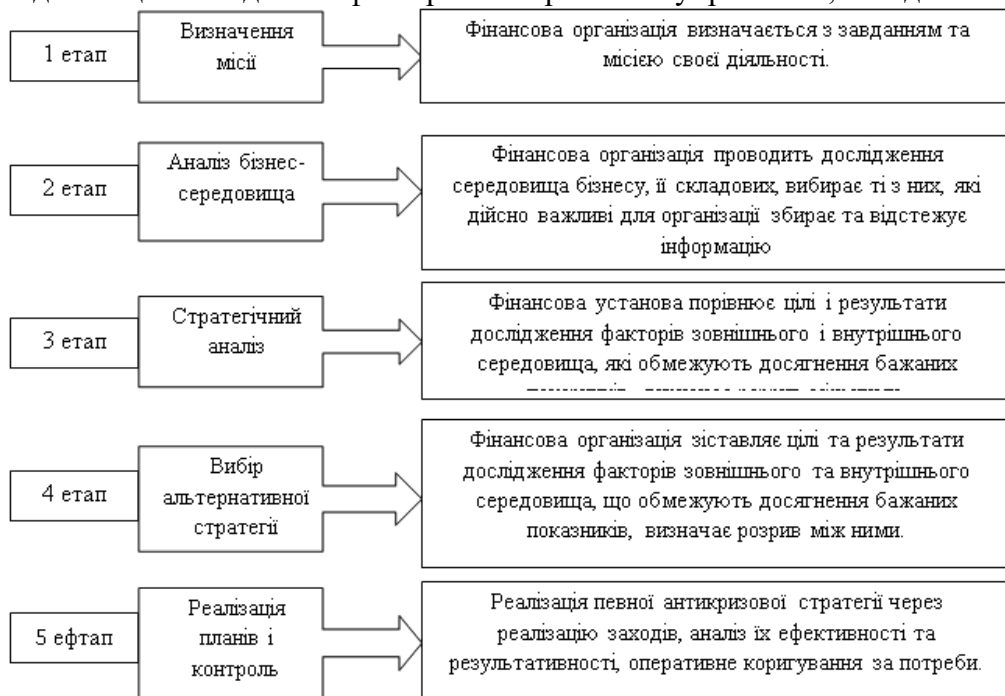 1 етап
Визначення
місії
Фінансова організація визначається з завданням та
місією своєї діяльності.
2 етап
Аналіз бізнес-
середовища
Фінансова організація проводить дослідження
середовища бізнесу, її складових, вибирає ті з них, які
дійсно важливі для організації збирає та відстежує
інформацію
3 етап
Стратегічний
аналіз
Фінансова установа порівнює цілі і результати
дослідження факторів зовнішнього і внутрішнього
середовища, які обмежують досягнення бажаних
4 етап
Вибір
альтернативної
стратегії
Фінансова організація зіставляє цілі та результати
дослідження факторів зовнішнього та внутрішнього
середовища, що обмежують досягнення бажаних
показників, визначає розрив між ними.
5 ефтап
Реалізація
планів і
контроль
Реалізація певної антикризової стратегії через
реалізацію заходів, аналіз їх ефективності та
результативності, оперативне коригування за потреби.